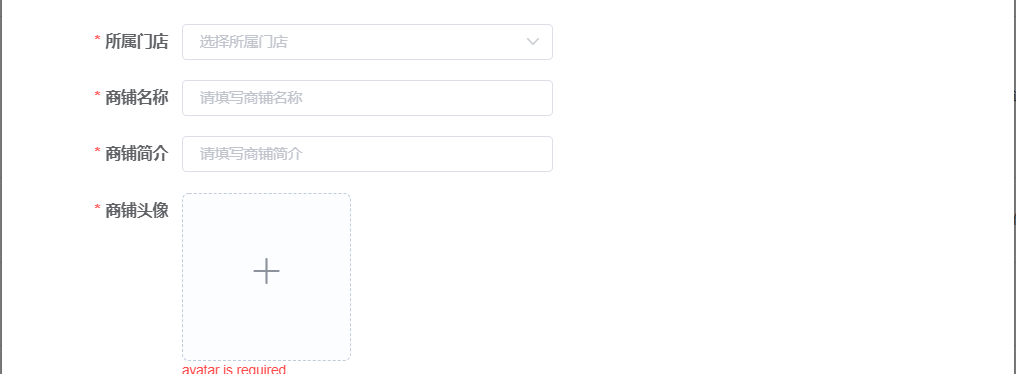 * 所属门店 选择所属门店
* 商铺名称 请填写商铺名称
* 商铺简介 请填写商铺简介
* 商铺头像
avatar is required